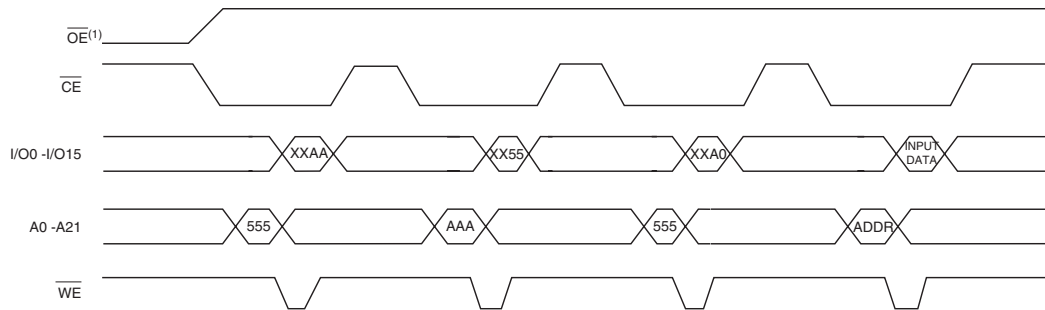 OE(1)
CE
I/O0 -I/O15 XXAA XX55 XXA0 INPUT DATA
A0 -A21 555 AAA 555 ADDR
WE